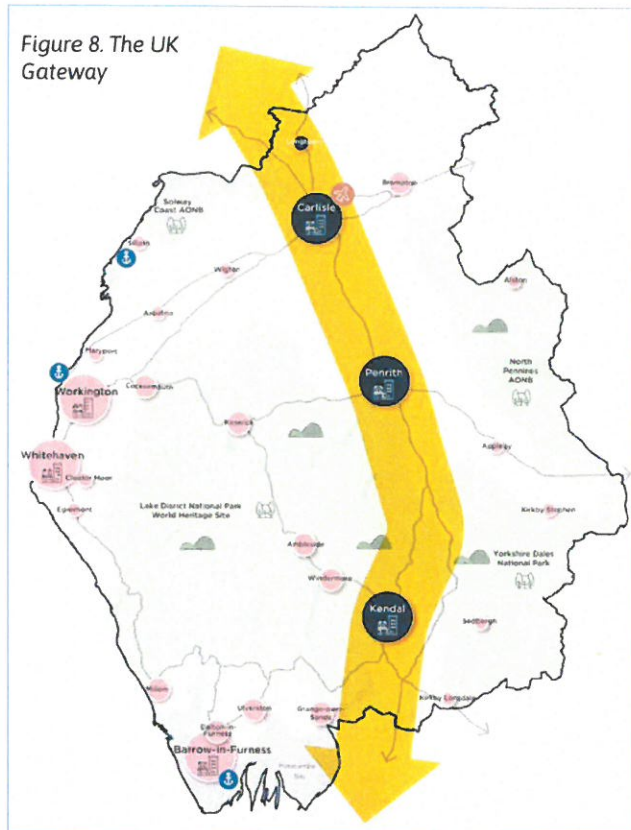 Figure 8. The UK
Gateway
Longtown
Brampton
Carlisle
Solway
Coast AONB
Silloth
Wigton
Alston
Aspatria
Maryport
North
Pennines
AONB
Penrith
Workington
Cockermouth
Keswick
Appleby
Whitehaven
Cleator Moor
Egremont
Lake District National Park
World Heritage Site
Kirkby Stephen
Ambleside
Yorkshire Dales
National Park
Windermere
Kendal
Sedbergh
Millom
Ulverston
Kirkby Lonsdale
Grange-over-
Sands
Dalton-in-
Furness
Barrow-in-Furness
Morecambe
Bay